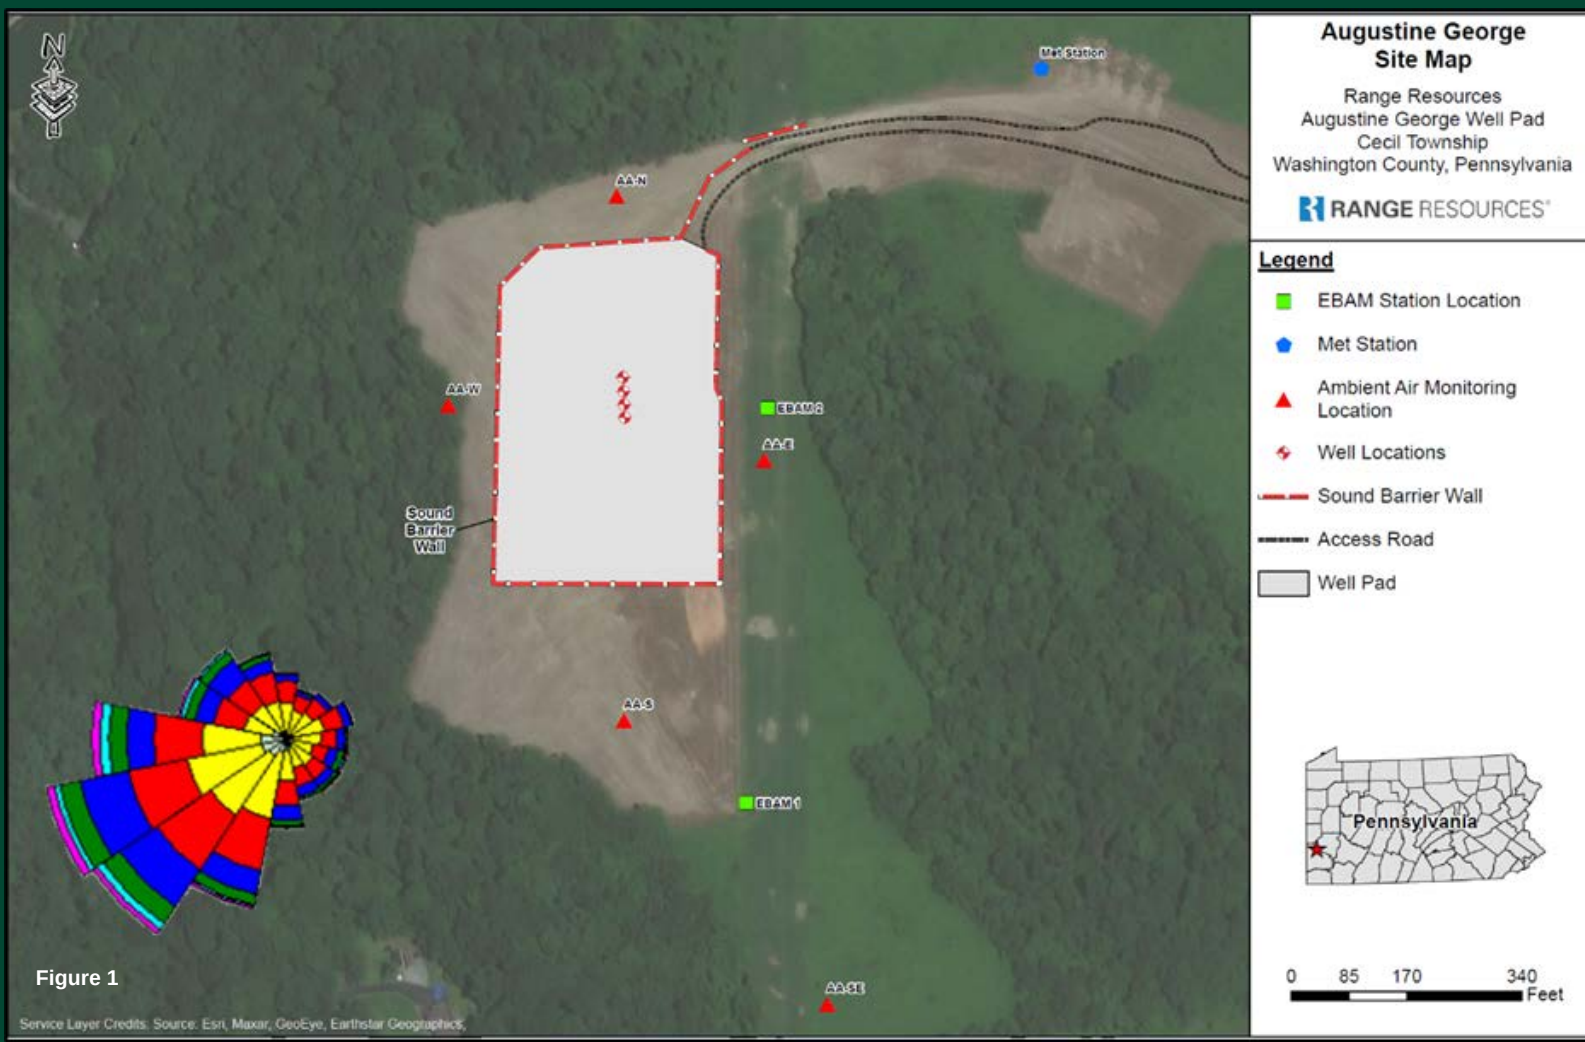 N
Met Station
AA-N
AA-W
EBAM 2
AA-E
Sound
Barrier
Wall
AA-S
EBAM 1
AA-SE
Figure 1
Service Layer Credits: Source: Esri, Maxar, GeoEye, Earthstar Geographics,
Augustine George
Site Map
Range Resources
Augustine George Well Pad
Cecil Township
Washington County, Pennsylvania
RANGE RESOURCES®
Legend
EBAM Station Location
Met Station
Ambient Air Monitoring
Location
Well Locations
Sound Barrier Wall
Access Road
Well Pad
Pennsylvania
0 85 170 340
Feet